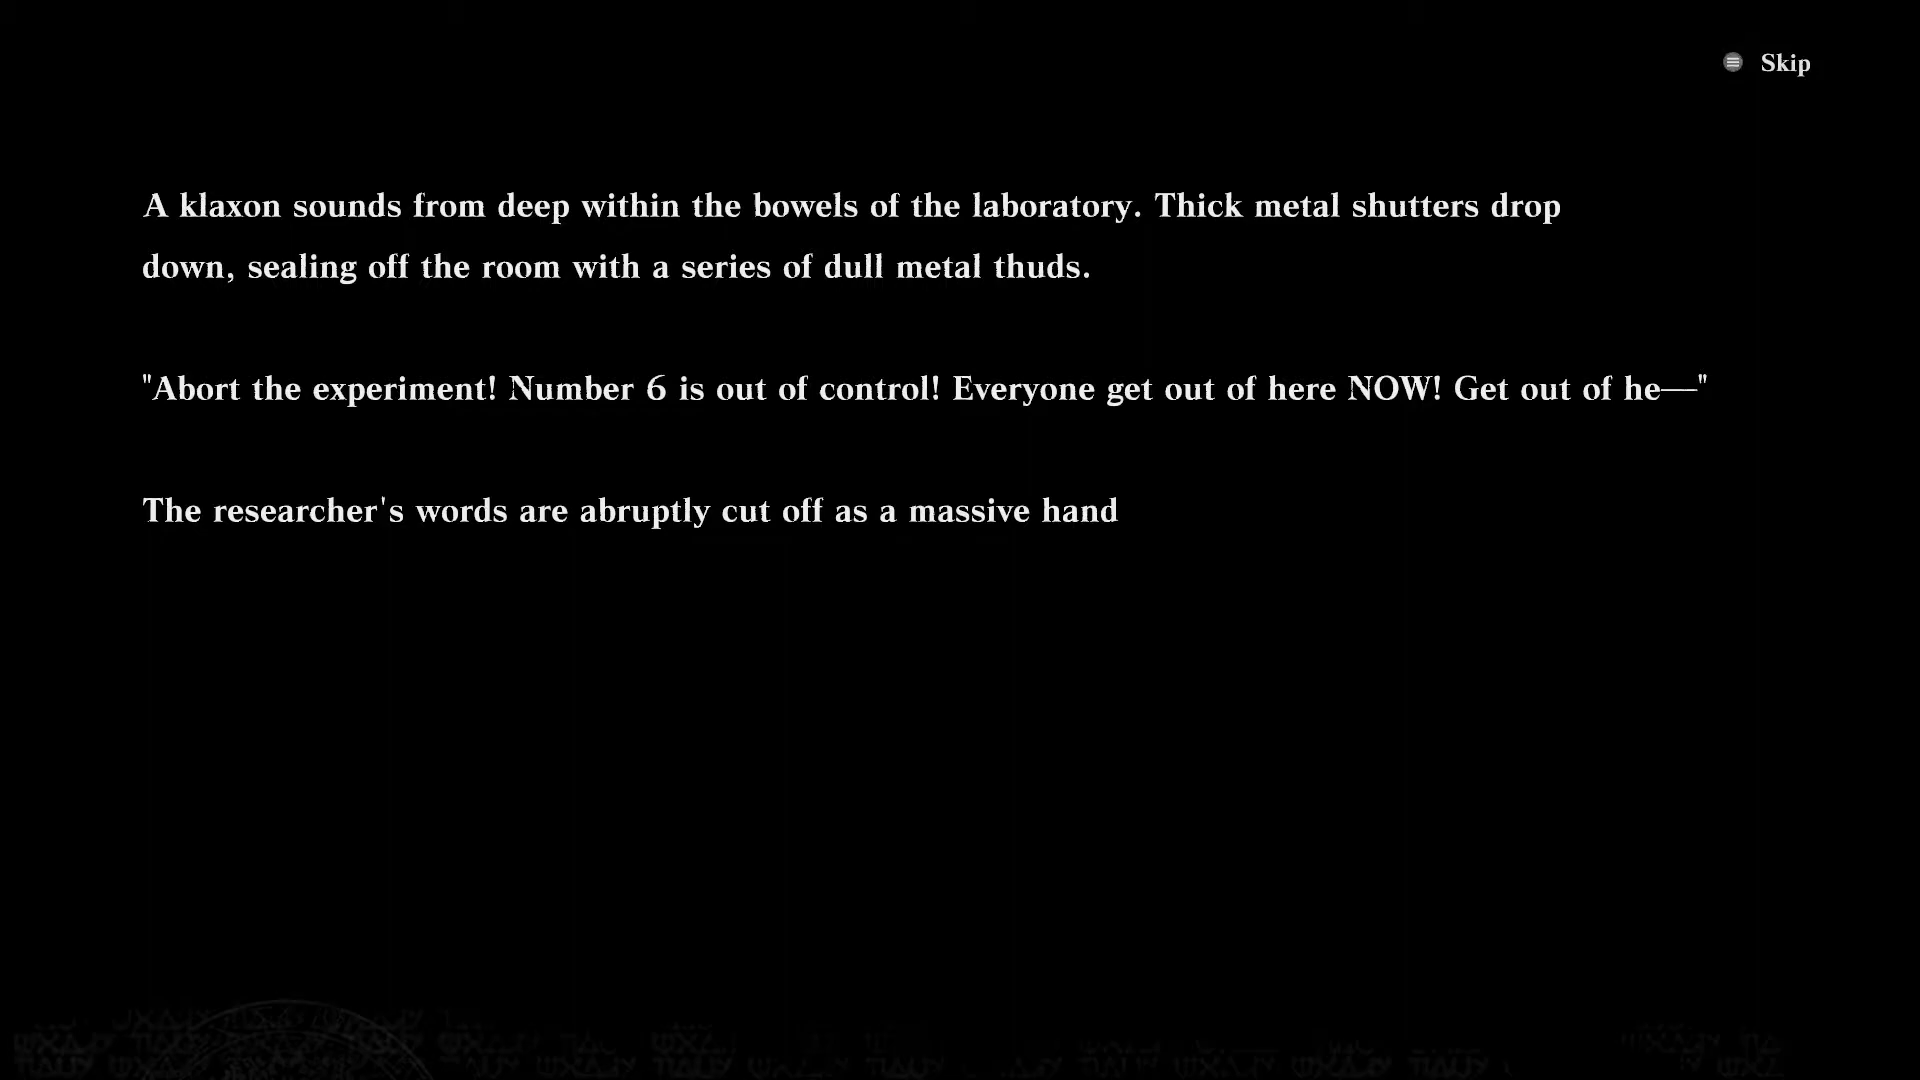 Skip
A klaxon sounds from deep within the bowels of the laboratory. Thick metal shutters drop
down, sealing off the room with a series of dull metal thuds.
"Abort the experiment! Number 6 is out of control! Everyone get out of here NOW! Get out of he—"
The researcher's words are abruptly cut off as a massive hand